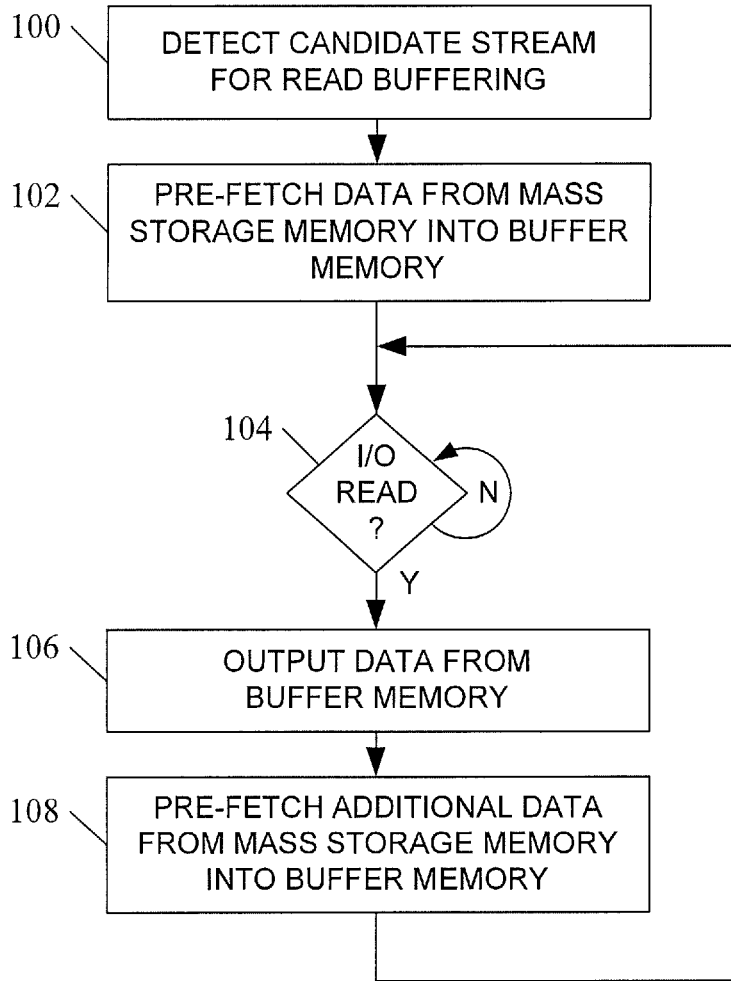 100
DETECT CANDIDATE STREAM
FOR READ BUFFERING
102
PRE-FETCH DATA FROM MASS
STORAGE MEMORY INTO BUFFER
MEMORY
104
I/O
READ
?
N
Y
106
OUTPUT DATA FROM
BUFFER MEMORY
108
PRE-FETCH ADDITIONAL DATA
FROM MASS STORAGE MEMORY
INTO BUFFER MEMORY